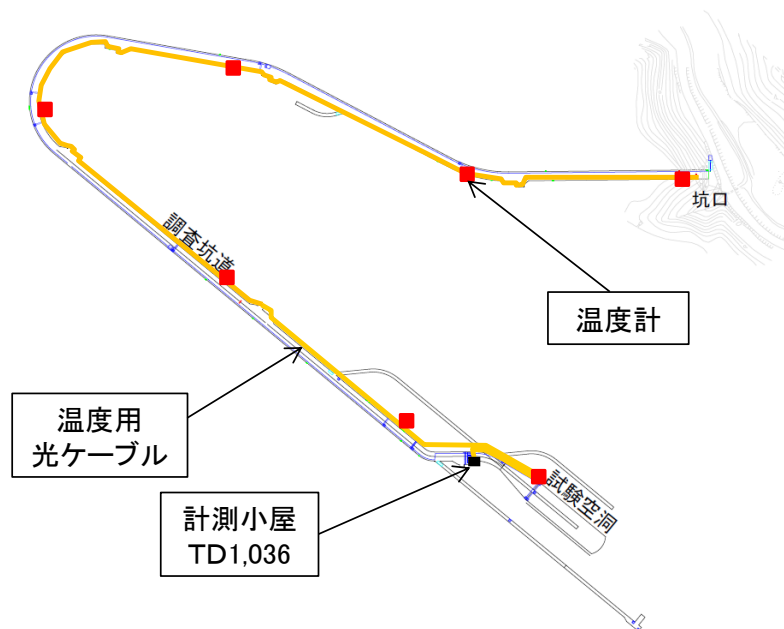 坑口
調査坑道
温度計
温度用
光ケーブル
試験空洞
計測小屋
TD1,036